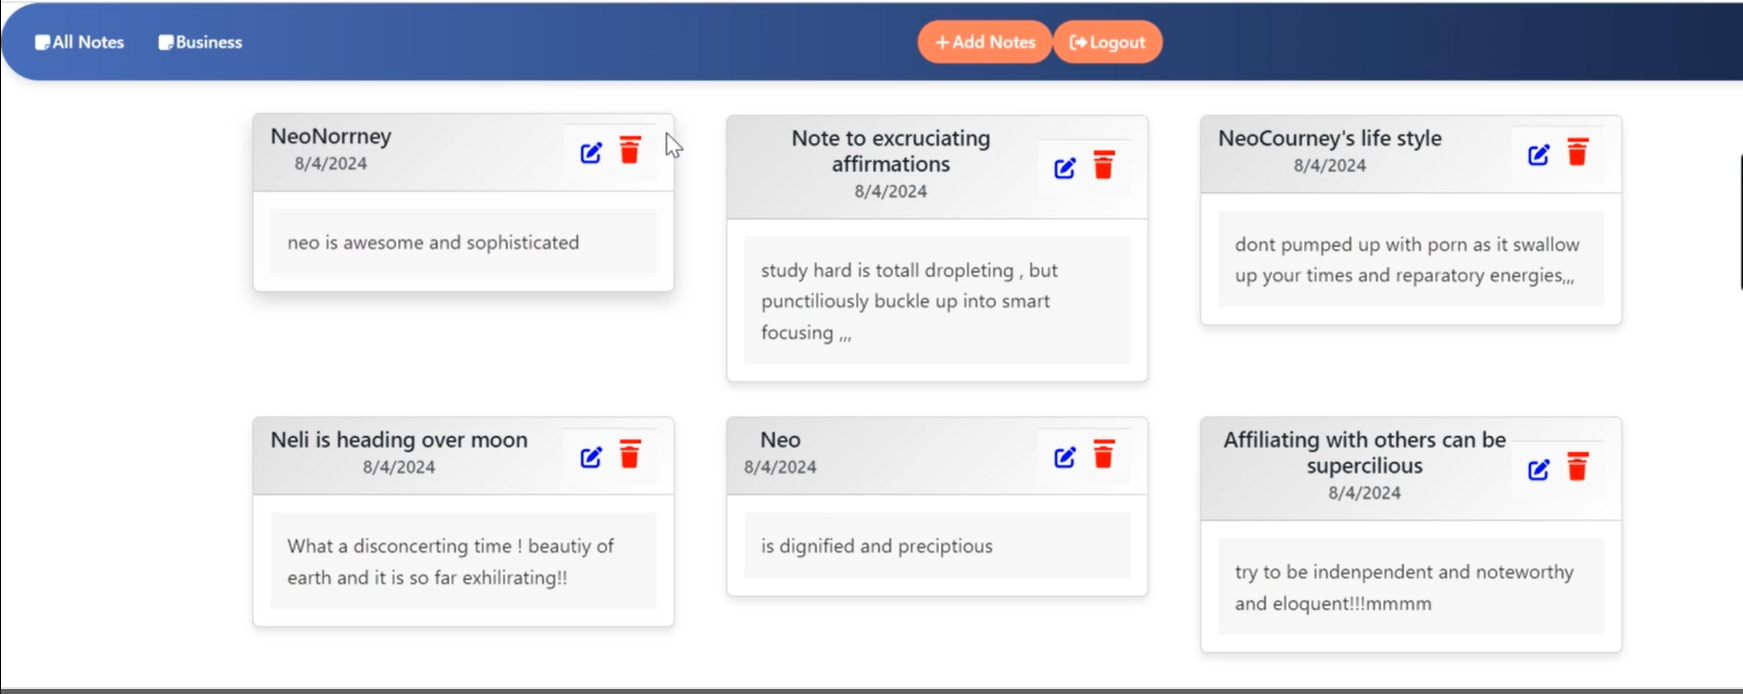 All Notes
Business
Add Notes
Logout
NeoNorrney
8/4/2024
neo is awesome and sophisticated
Note to excruciating
affirmations
8/4/2024
study hard is totall dropleting , but
punctiliously buckle up into smart
focusing ,,,
NeoCourney's life style
8/4/2024
dont pumped up with porn as it swallow
up your times and reparatory energies,,,
Neli is heading over moon
8/4/2024
What a disconcerting time ! beautiy of
earth and it is so far exhilirating!!
Neo
8/4/2024
is dignified and preciptious
Affiliating with others can be
supercilious
8/4/2024
try to be indenpendent and noteworthy
and eloquent!!!mmmm